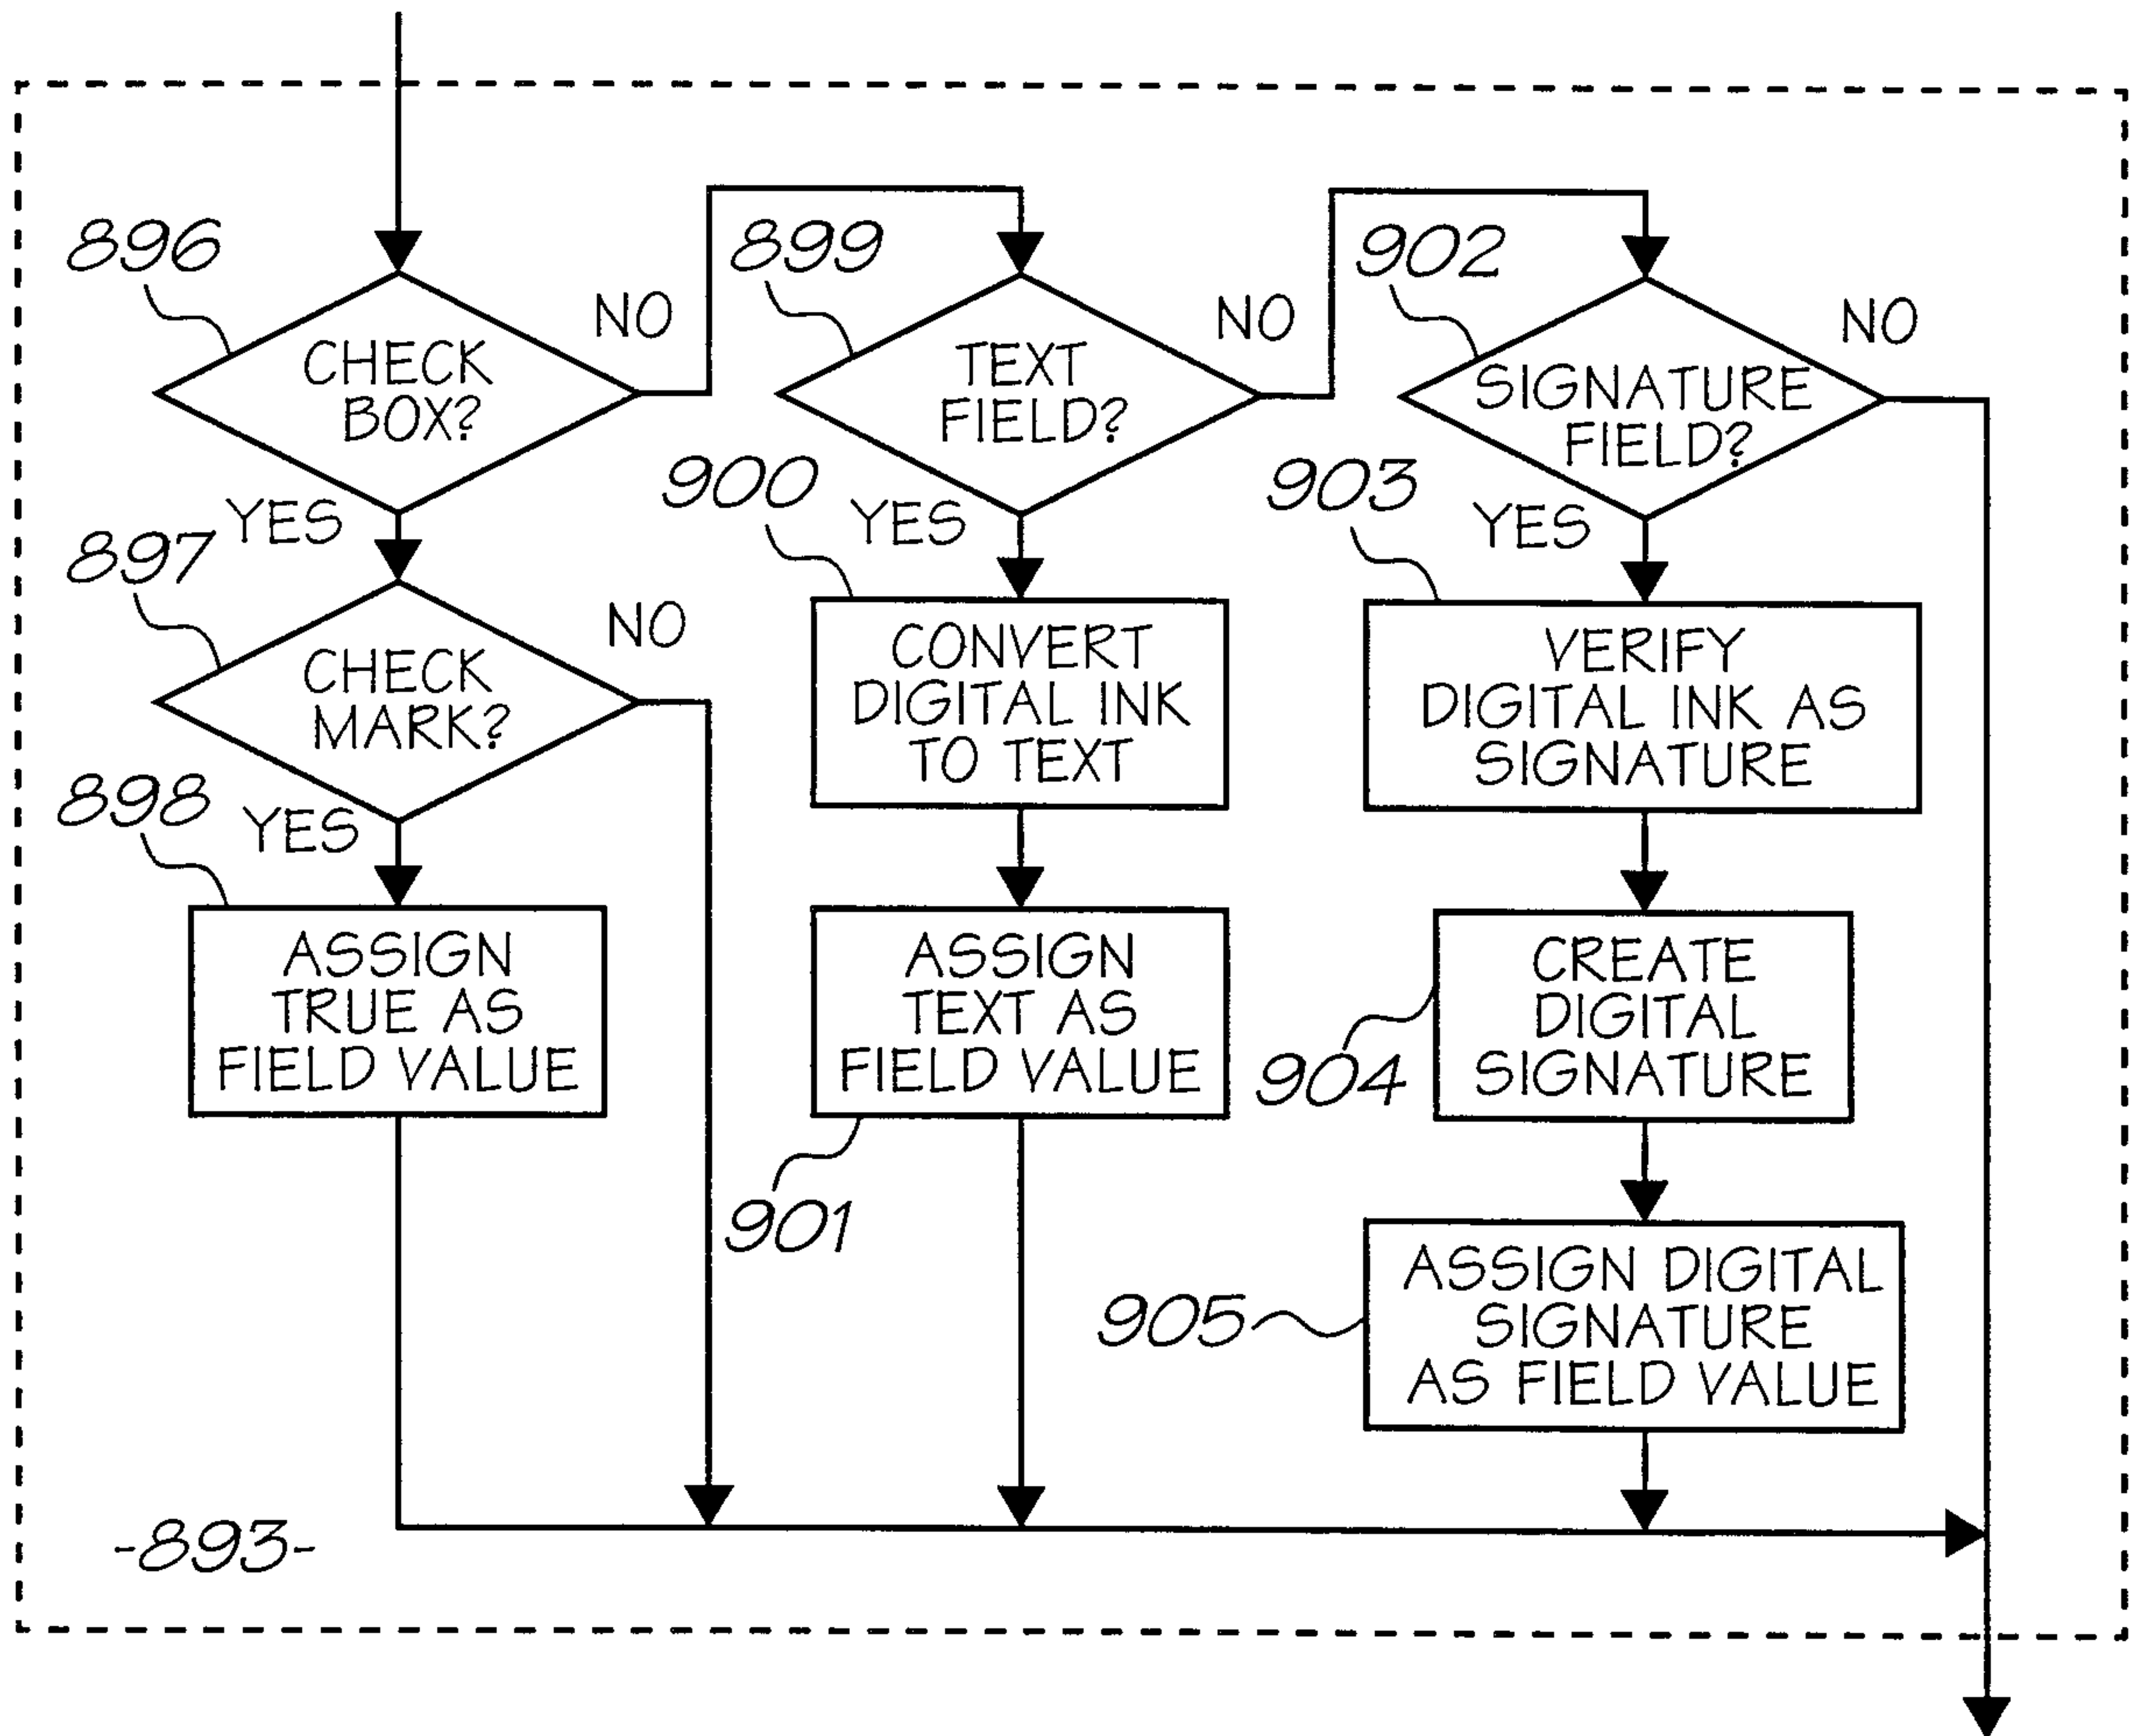 896
CHECK
BOX?
NO
YES
897
CHECK
MARK?
NO
YES
898
ASSIGN
TRUE AS
FIELD VALUE
899
TEXT
FIELD?
NO
YES
900
CONVERT
DIGITAL INK
TO TEXT
ASSIGN
TEXT AS
FIELD VALUE
901
902
SIGNATURE
FIELD?
NO
YES
903
VERIFY
DIGITAL INK AS
SIGNATURE
CREATE
DIGITAL
SIGNATURE
904
ASSIGN DIGITAL
SIGNATURE
AS FIELD VALUE
905
-893-